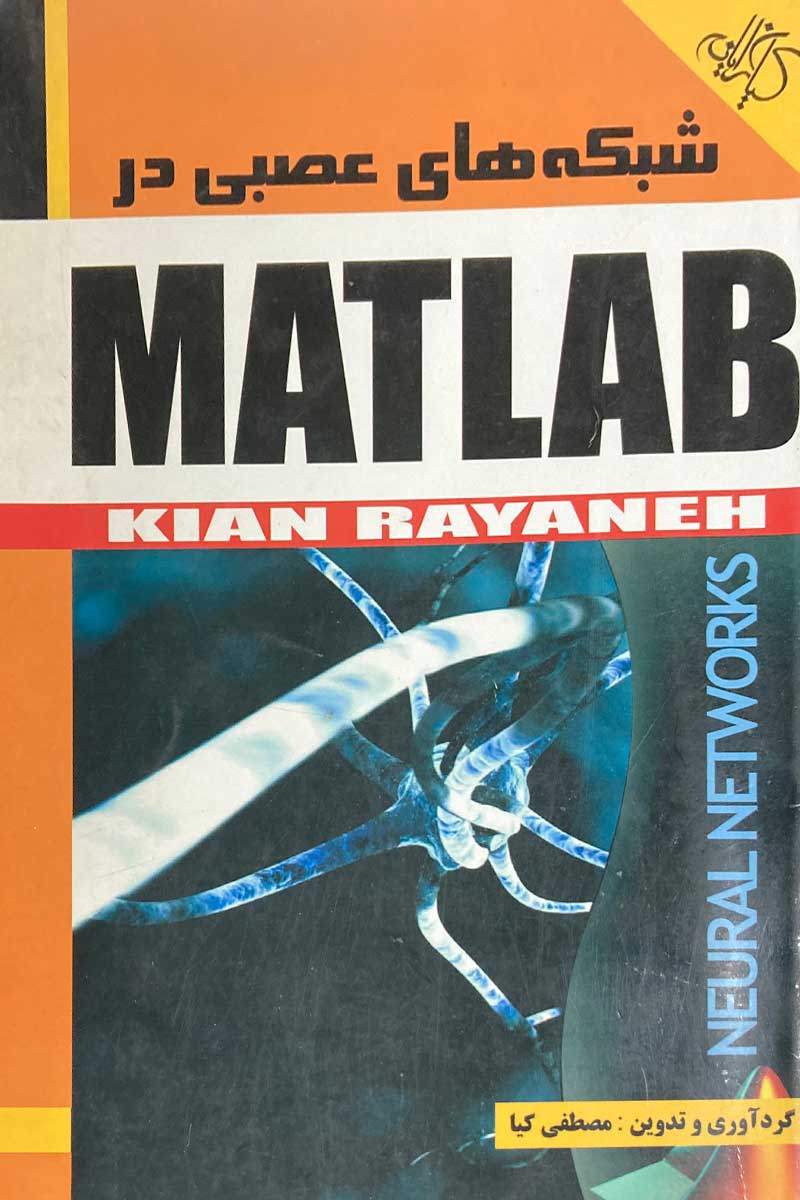 شبکه‌های عصبی در
MATLAB
KIAN RAYANEH
NEURAL NETWORKS
گردآوری و تدوین : مصطفی کیا